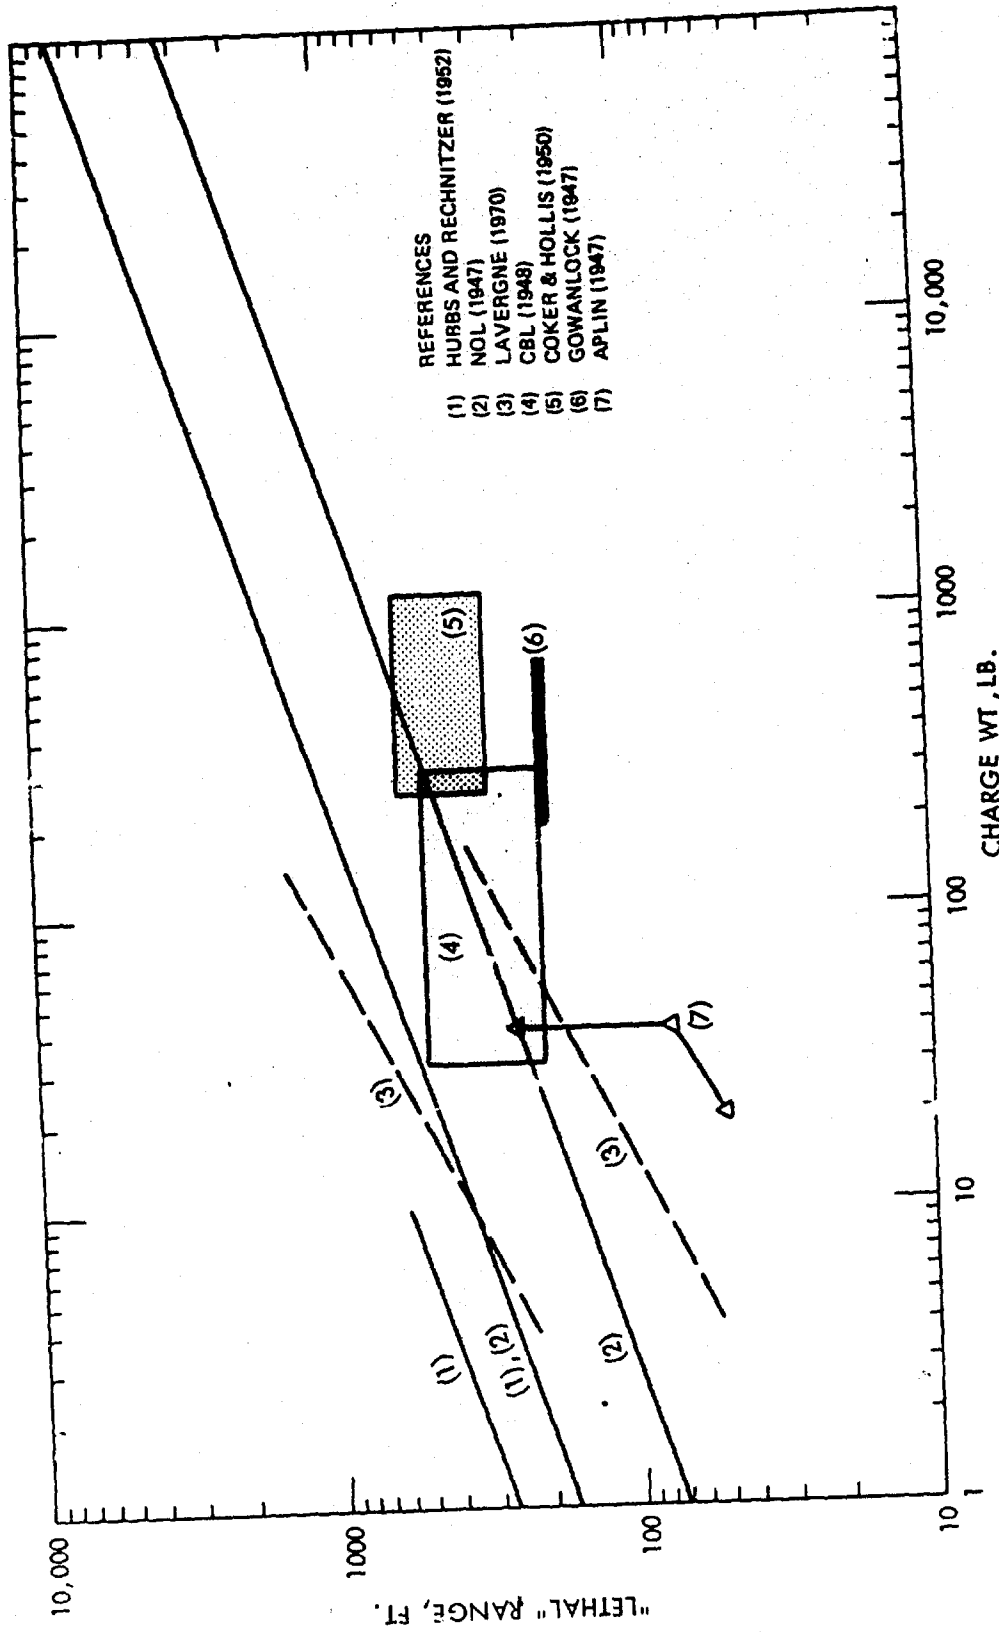 "LETHAL" RANGE, FT.
10,000
1000
100
10
1
10
100
1000
10,000
CHARGE WT, LB.
(1)
(1), (2)
(2)
(3)
(3)
(4)
(5)
(6)
(7)
REFERENCES
(1) HUBBS AND RECHNITZER (1952)
(2) NOL (1947)
(3) LAVERGNE (1970)
(4) CBL (1948)
(5) COKER & HOLLIS (1950)
(6) GOWANLOCK (1947)
(7) APLIN (1947)